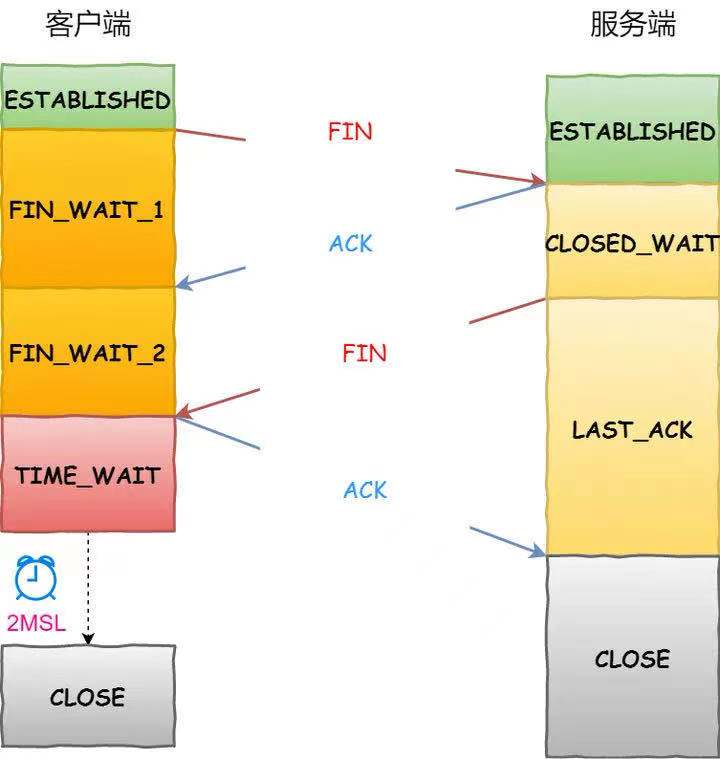 客户端
服务端
ESTABLISHED
FIN
ESTABLISHED
FIN_WAIT_1
ACK
CLOSED_WAIT
FIN_WAIT_2
FIN
LAST_ACK
TIME_WAIT
ACK
2MSL
CLOSE
CLOSE